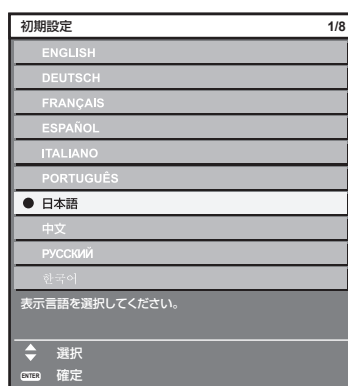 初期設定 1/8
ENGLISH
DEUTSCH
FRANÇAIS
ESPAÑOL
ITALIANO
PORTUGUÊS
日本語
中文
РУССКИЙ
한국어
表示言語を選択してください。
選択
ENTER 確定